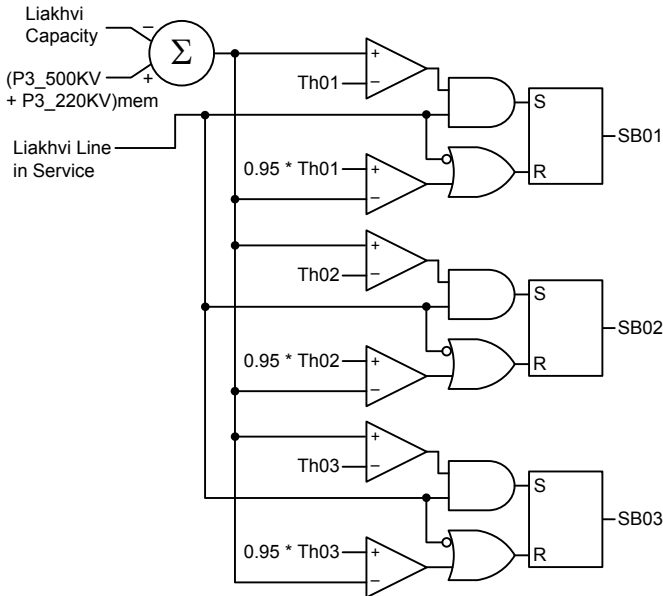 Liakhvi
Capacity
−
Σ
(P3_500KV
+
+ P3_220KV)mem
Liakhvi Line
in Service
+
Th01
−
S
SB01
0.95 * Th01
+
−
R
+
Th02
−
S
SB02
0.95 * Th02
+
−
R
+
Th03
−
S
SB03
0.95 * Th03
+
−
R